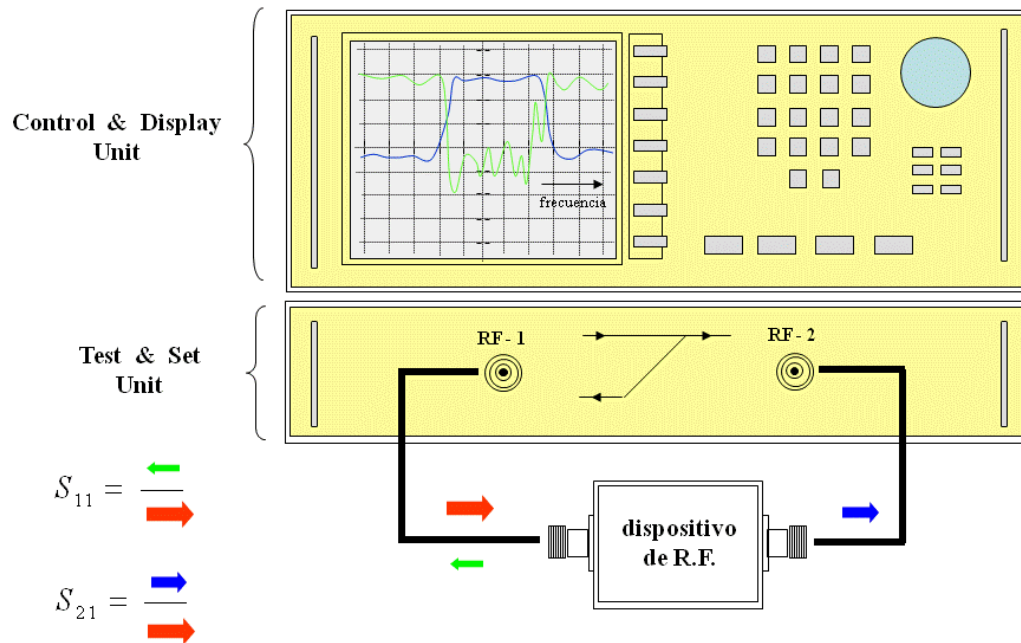 Control & Display
Unit
frecuencia
Test & Set
Unit
RF- 1
RF- 2
S11 =
S21 =
dispositivo
de R.F.